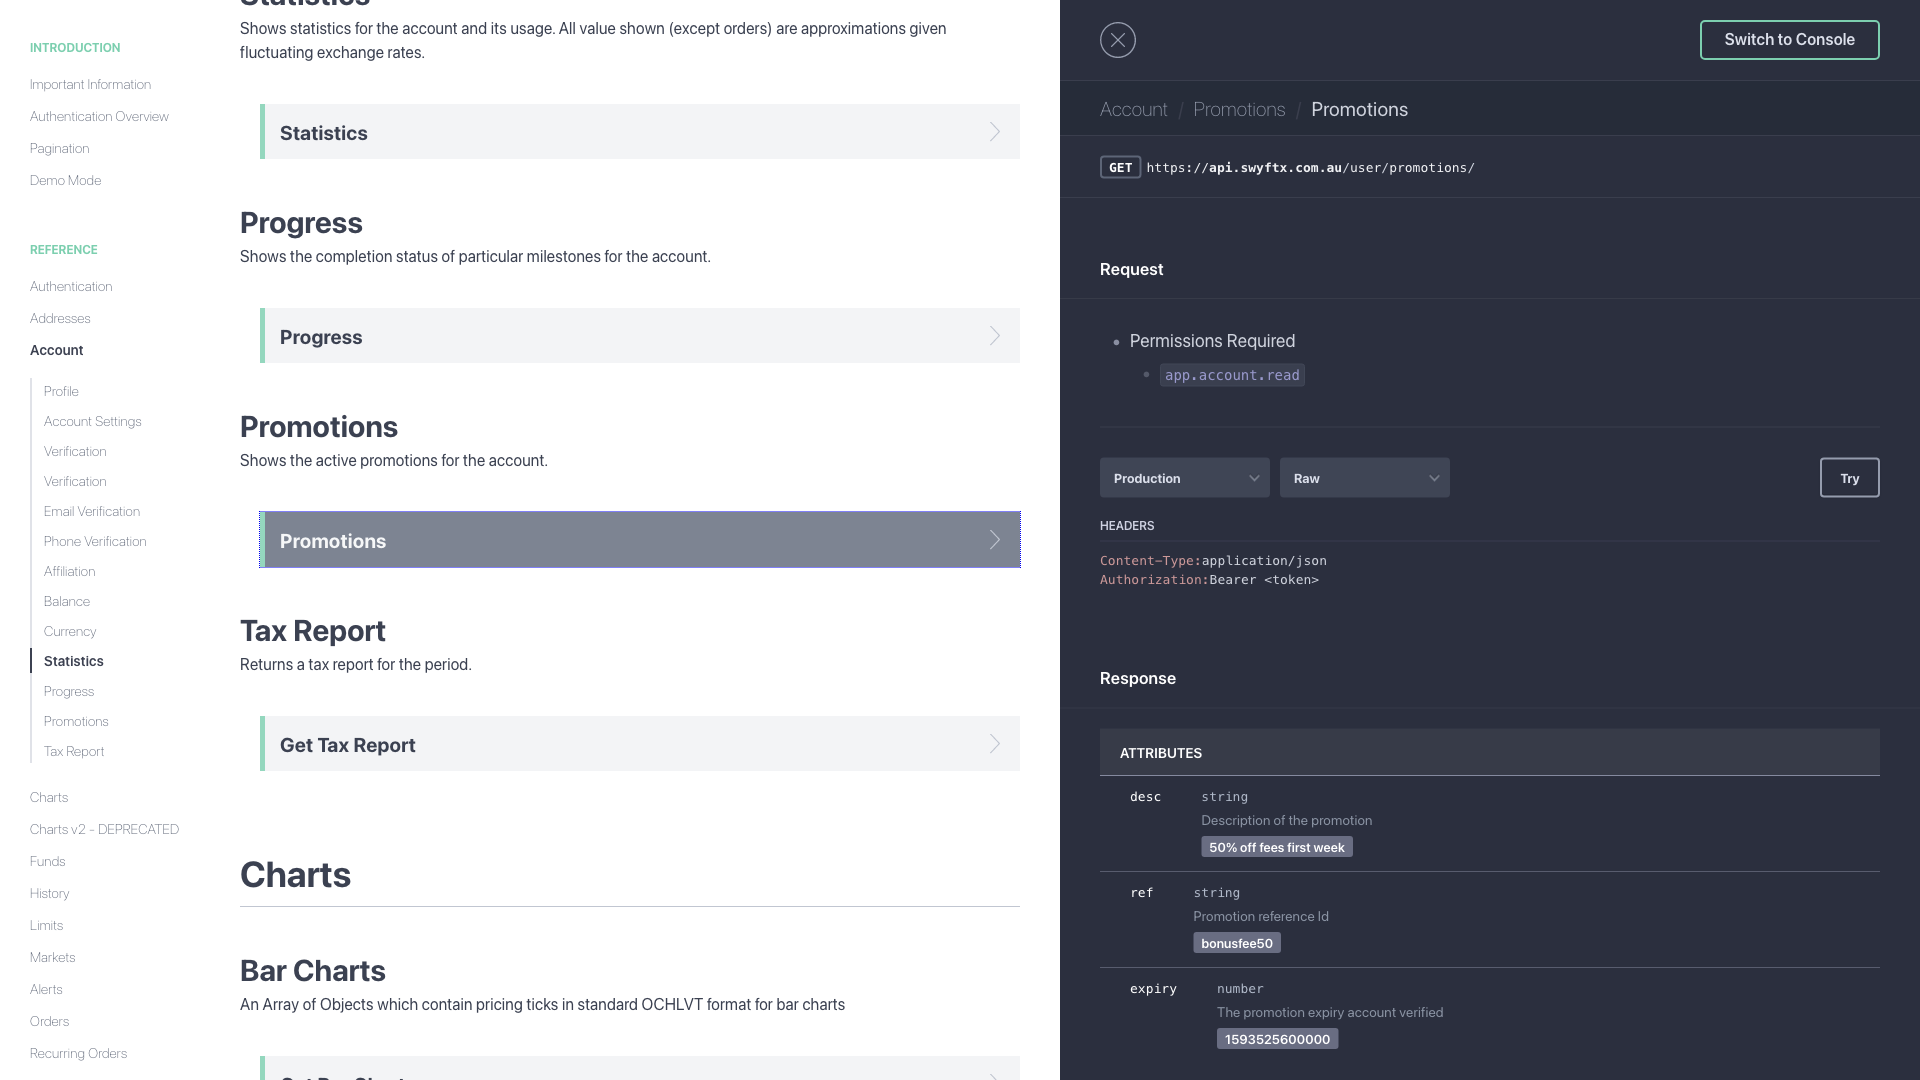 INTRODUCTION
Important Information
Authentication Overview
Pagination
Demo Mode
REFERENCE
Authentication
Addresses
Account
Profile
Account Settings
Verification
Verification
Email Verification
Phone Verification
Affiliation
Balance
Currency
Statistics
Progress
Promotions
Tax Report
Charts
Charts v2 - DEPRECATED
Funds
History
Limits
Markets
Alerts
Orders
Recurring Orders
Statistics
Shows statistics for the account and its usage. All value shown (except orders) are approximations given
fluctuating exchange rates.
Statistics
Progress
Shows the completion status of particular milestones for the account.
Progress
Promotions
Shows the active promotions for the account.
Promotions
Tax Report
Returns a tax report for the period.
Get Tax Report
Charts
Bar Charts
An Array of Objects which contain pricing ticks in standard OCHLVT format for bar charts
Get Bar Chart
Switch to Console
Account / Promotions / Promotions
GET https://api.swyftx.com.au/user/promotions/
Request
Permissions Required
app.account.read
Production
Raw
Try
HEADERS
Content-Type:application/json
Authorization:Bearer <token>
Response
ATTRIBUTES
desc string
Description of the promotion
50% off fees first week
ref string
Promotion reference Id
bonusfee50
expiry number
The promotion expiry account verified
1593525600000